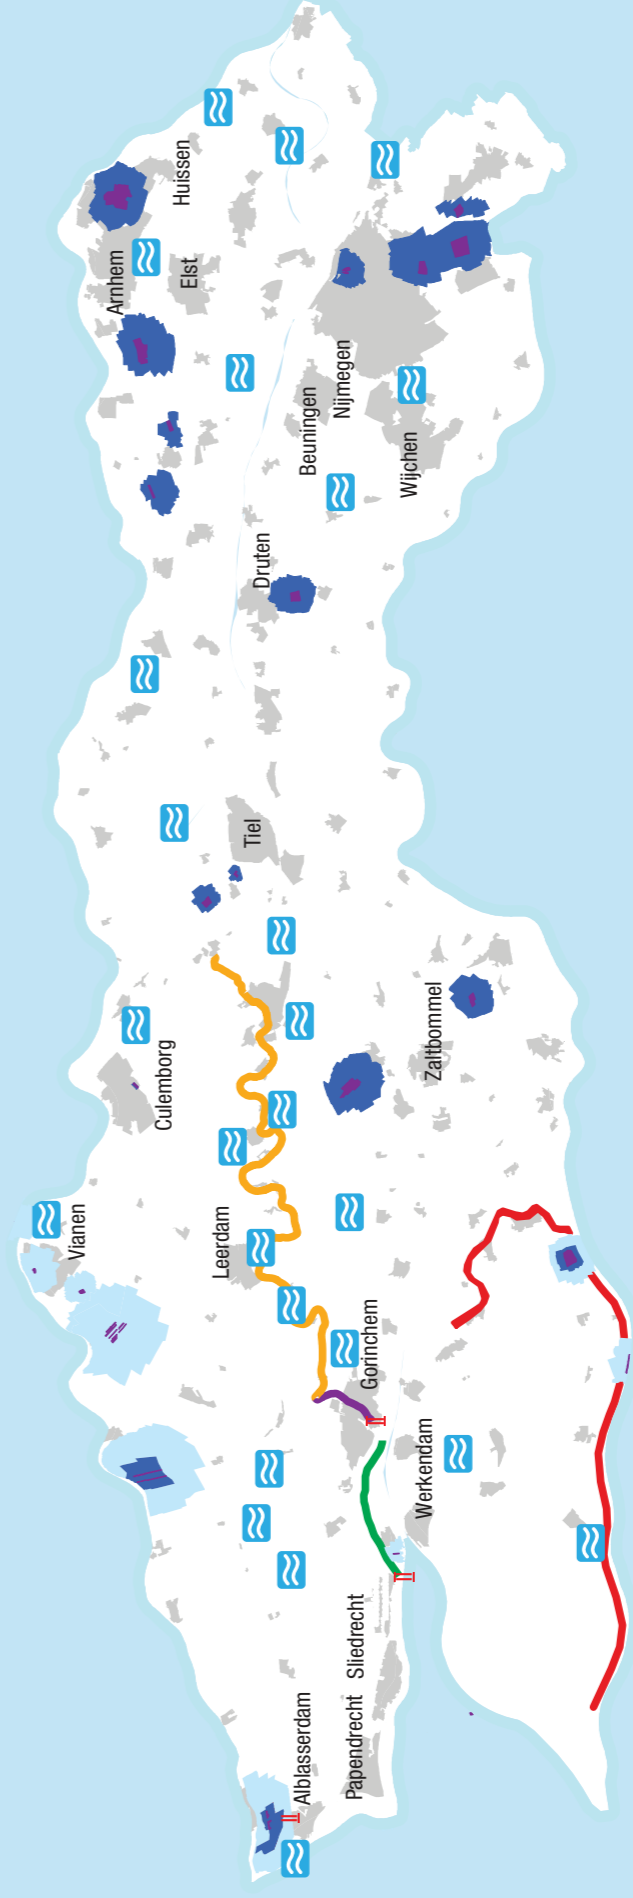 Huissen
Arnhem
Elst
Nijmegen
Beuningen
Wijchen
Druten
Tiel
Zaltbommel
Culemborg
Vianen
Leerdam
Gorinchem
Werkendam
Sliedrecht
Papendrecht
Alblasserdam